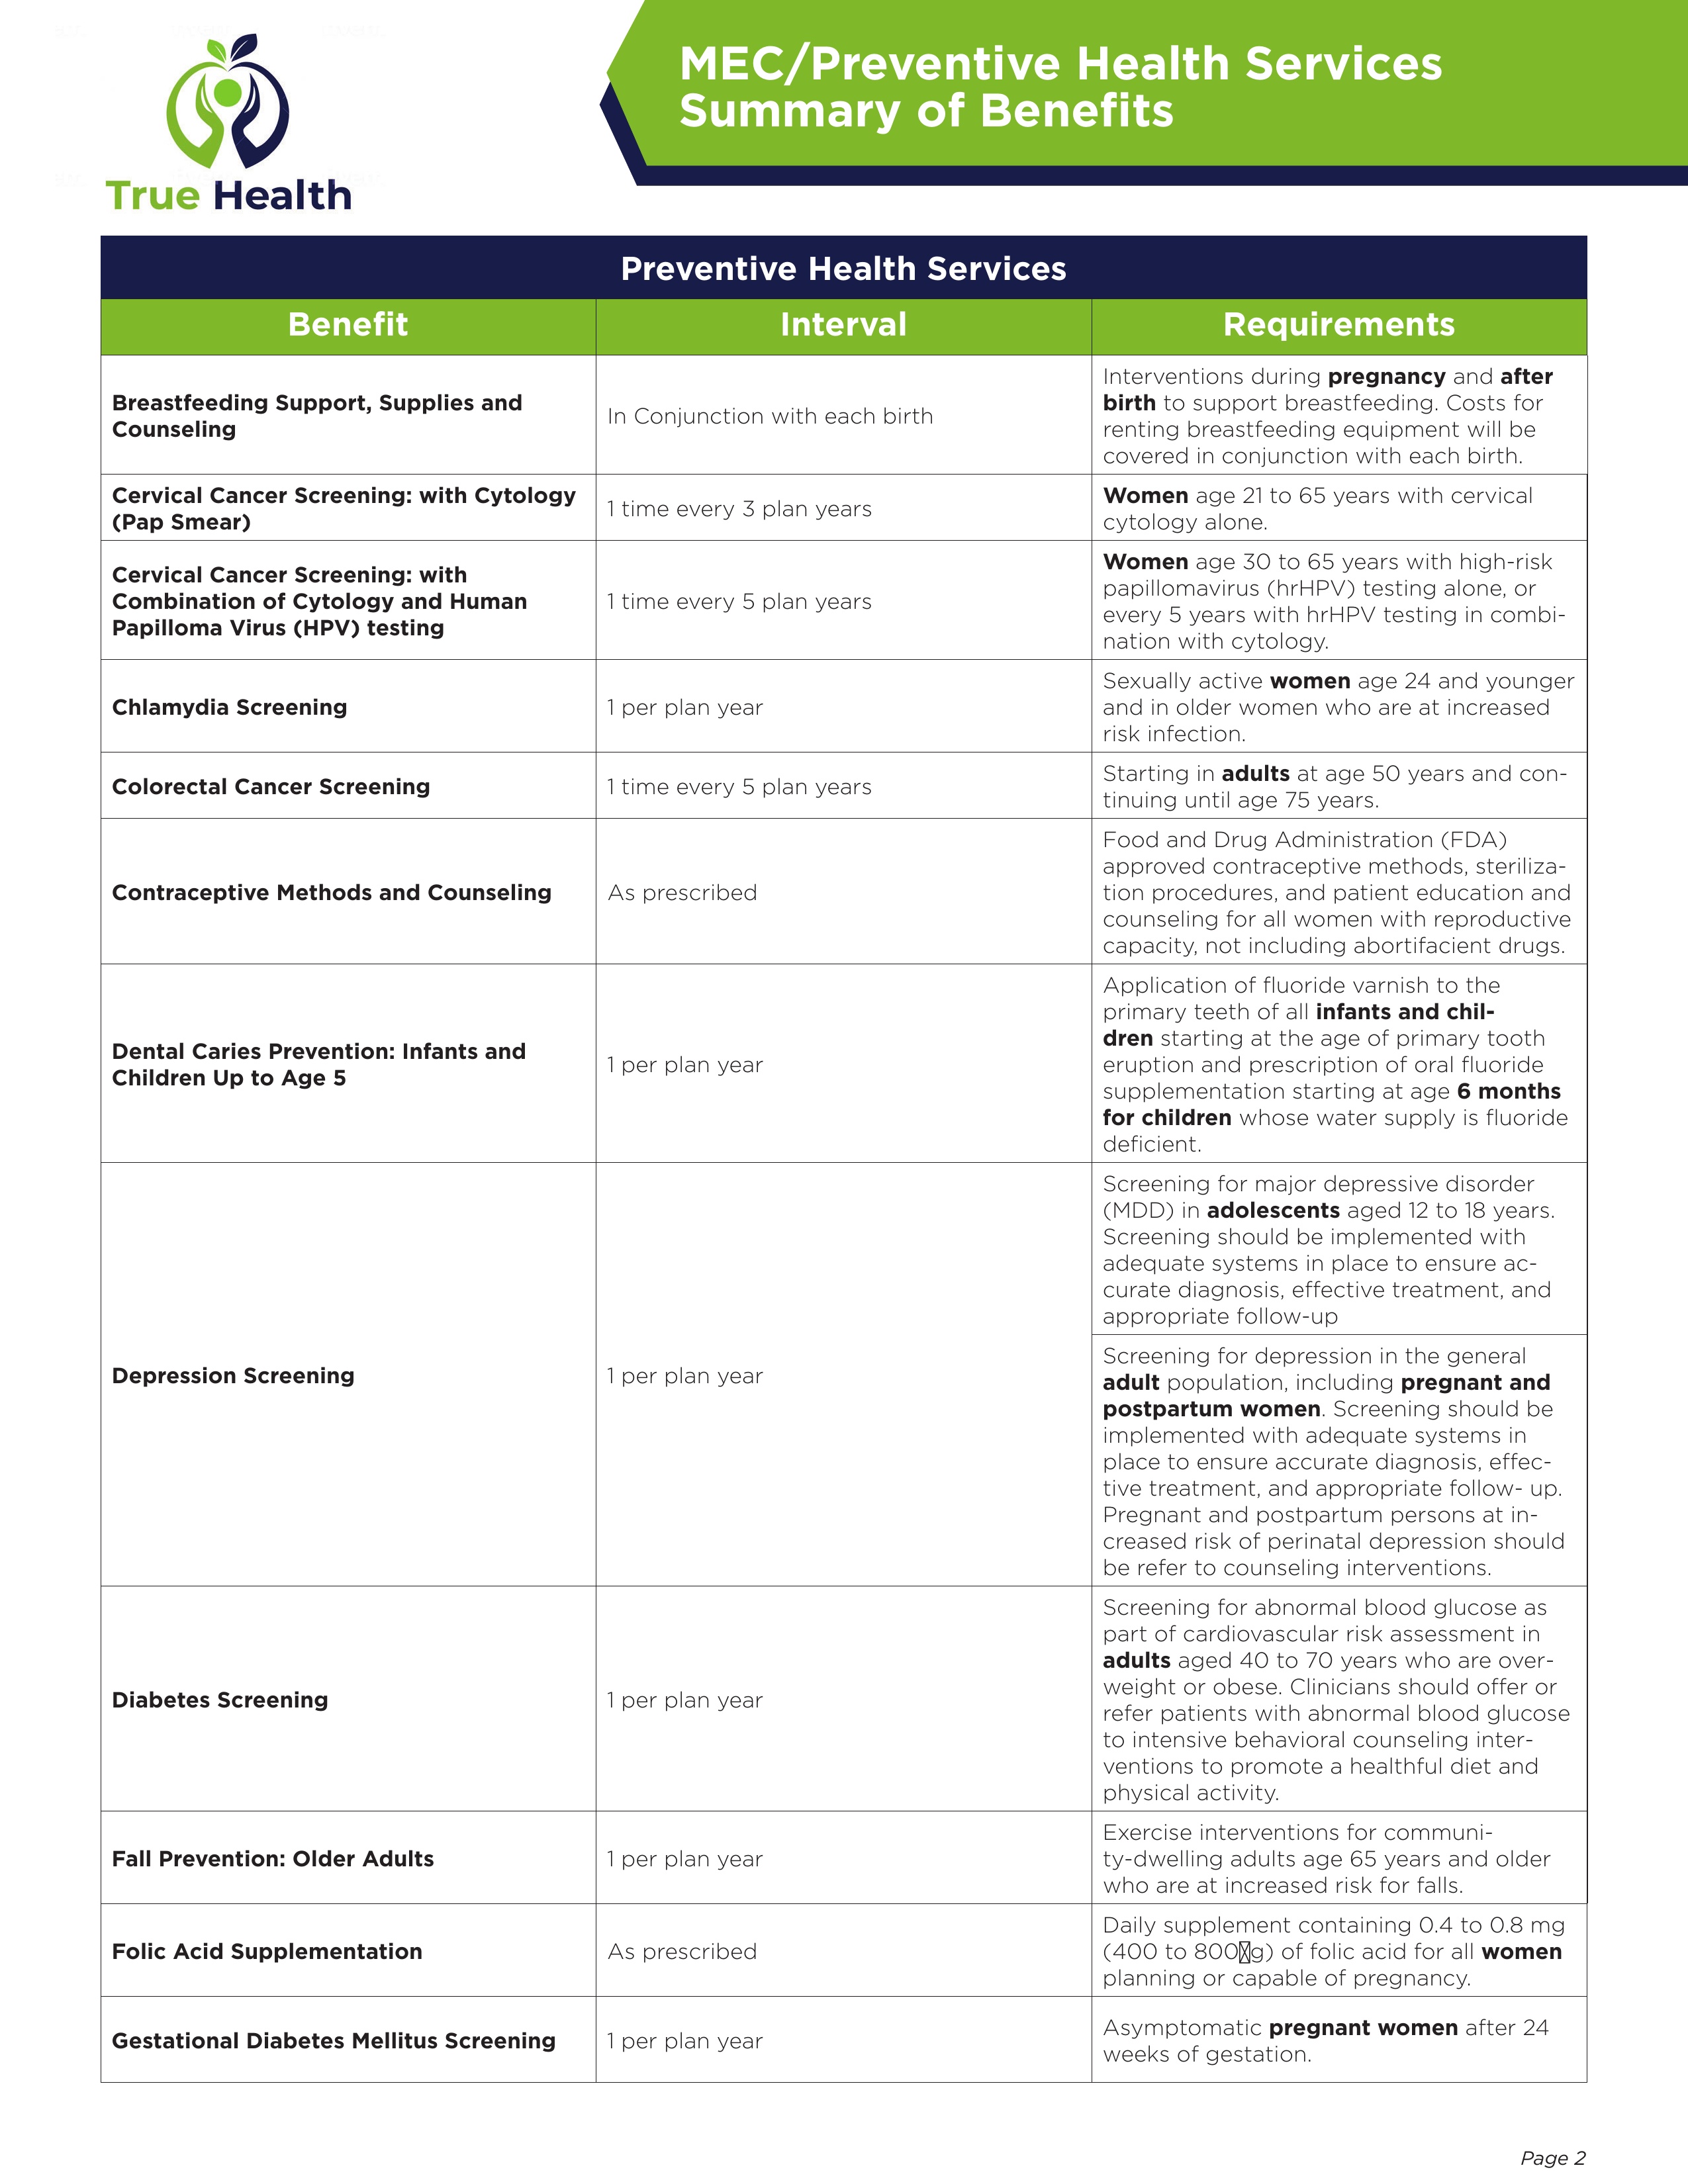 True Health
MEC/Preventive Health Services
Summary of Benefits
Preventive Health Services
Benefit
Interval
Requirements
Breastfeeding Support, Supplies and
Counseling
In Conjunction with each birth
Interventions during pregnancy and after
birth to support breastfeeding. Costs for
renting breastfeeding equipment will be
covered in conjunction with each birth.
Cervical Cancer Screening: with Cytology
(Pap Smear)
1 time every 3 plan years
Women age 21 to 65 years with cervical
cytology alone.
Cervical Cancer Screening: with
Combination of Cytology and Human
Papilloma Virus (HPV) testing
1 time every 5 plan years
Women age 30 to 65 years with high-risk
papillomavirus (hrHPV) testing alone, or
every 5 years with hrHPV testing in combi-
nation with cytology.
Chlamydia Screening
1 per plan year
Sexually active women age 24 and younger
and in older women who are at increased
risk infection.
Colorectal Cancer Screening
1 time every 5 plan years
Starting in adults at age 50 years and con-
tinuing until age 75 years.
Contraceptive Methods and Counseling
As prescribed
Food and Drug Administration (FDA)
approved contraceptive methods, steriliza-
tion procedures, and patient education and
counseling for all women with reproductive
capacity, not including abortifacient drugs.
Dental Caries Prevention: Infants and
Children Up to Age 5
1 per plan year
Application of fluoride varnish to the
primary teeth of all infants and chil-
dren starting at the age of primary tooth
eruption and prescription of oral fluoride
supplementation starting at age 6 months
for children whose water supply is fluoride
deficient.
Depression Screening
1 per plan year
Screening for major depressive disorder
(MDD) in adolescents aged 12 to 18 years.
Screening should be implemented with
adequate systems in place to ensure ac-
curate diagnosis, effective treatment, and
appropriate follow-up
Screening for depression in the general
adult population, including pregnant and
postpartum women. Screening should be
implemented with adequate systems in
place to ensure accurate diagnosis, effec-
tive treatment, and appropriate follow- up.
Pregnant and postpartum persons at in-
creased risk of perinatal depression should
be refer to counseling interventions.
Diabetes Screening
1 per plan year
Screening for abnormal blood glucose as
part of cardiovascular risk assessment in
adults aged 40 to 70 years who are over-
weight or obese. Clinicians should offer or
refer patients with abnormal blood glucose
to intensive behavioral counseling inter-
ventions to promote a healthful diet and
physical activity.
Fall Prevention: Older Adults
1 per plan year
Exercise interventions for communi-
ty-dwelling adults age 65 years and older
who are at increased risk for falls.
Folic Acid Supplementation
As prescribed
Daily supplement containing 0.4 to 0.8 mg
(400 to 800g) of folic acid for all women
planning or capable of pregnancy.
Gestational Diabetes Mellitus Screening
1 per plan year
Asymptomatic pregnant women after 24
weeks of gestation.
Page 2